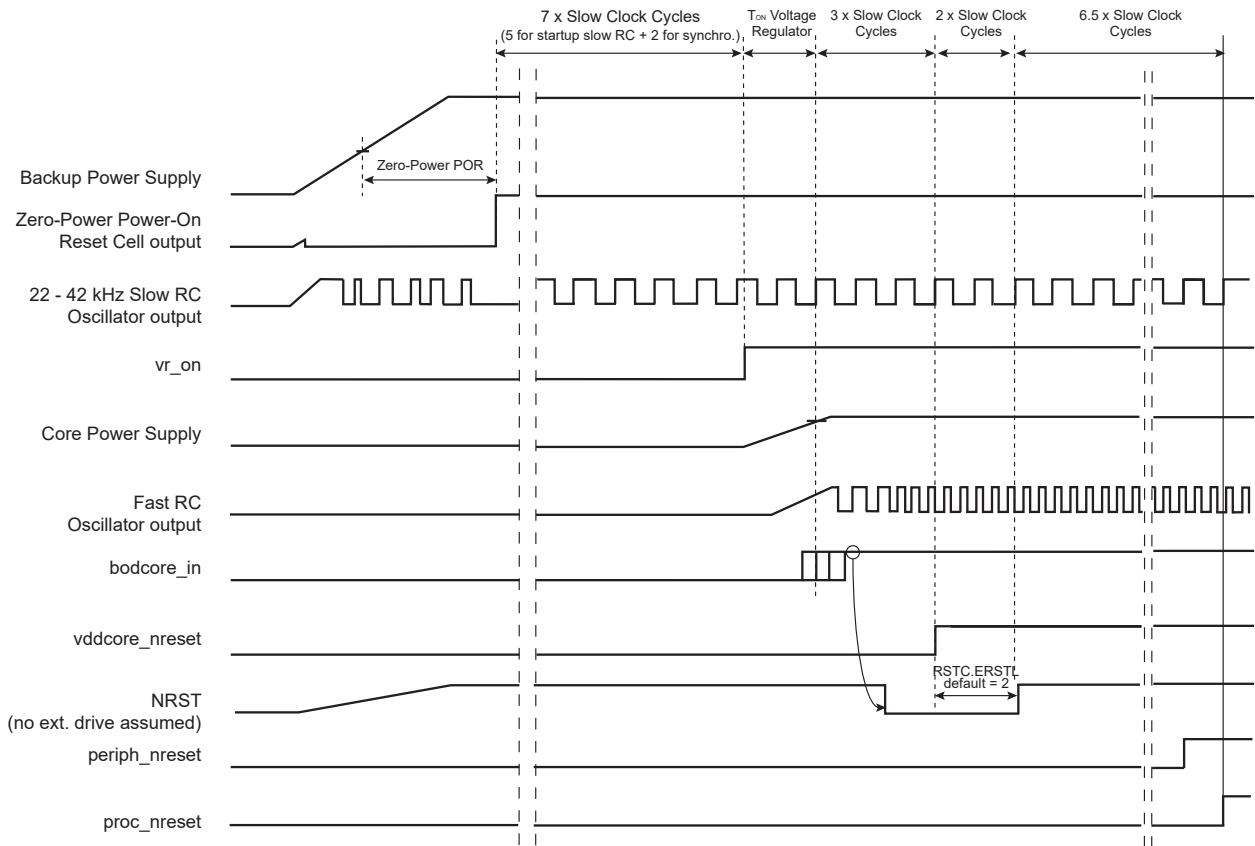 7 x Slow Clock Cycles
(5 for startup slow RC + 2 for synchro.)
TON Voltage
Regulator
3 x Slow Clock
Cycles
2 x Slow Clock
Cycles
6.5 x Slow Clock
Cycles
Zero-Power POR
Backup Power Supply
Zero-Power Power-On
Reset Cell output
22 - 42 kHz Slow RC
Oscillator output
vr_on
Core Power Supply
Fast RC
Oscillator output
bodcore_in
vddcore_nreset
RSTC.ERSTL
default = 2
NRST
(no ext. drive assumed)
periph_nreset
proc_nreset